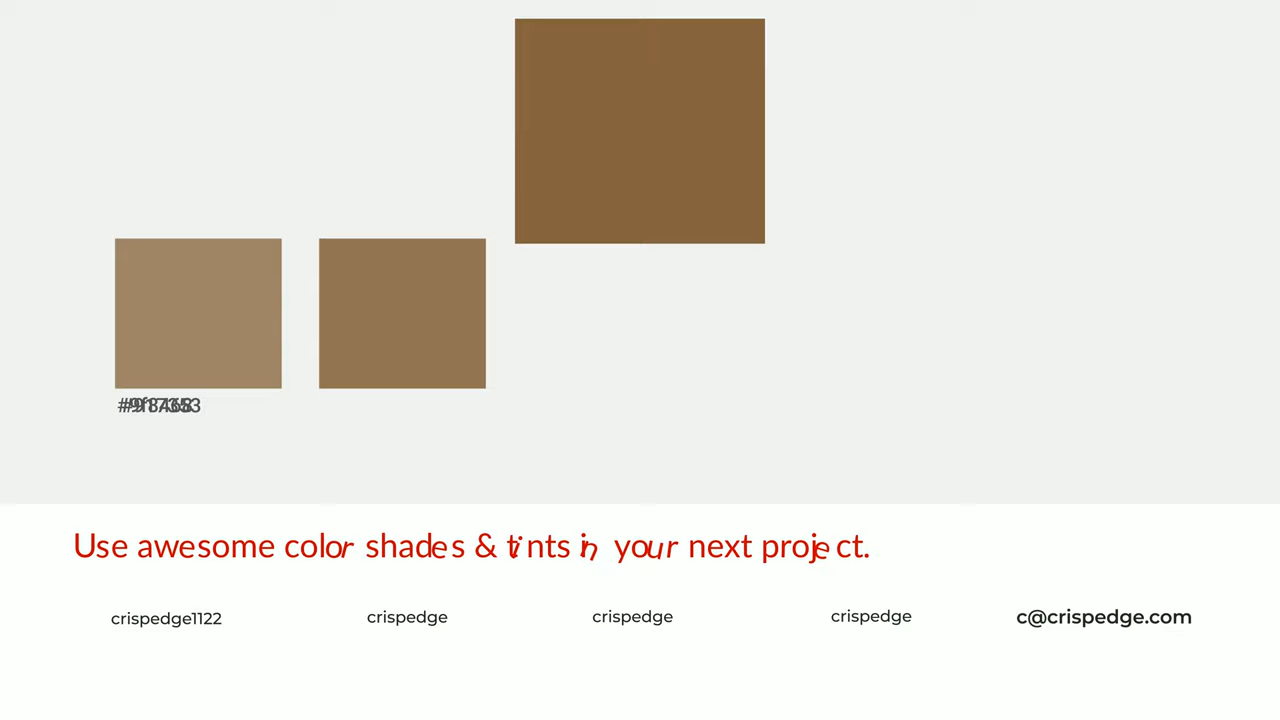 Use awesome color shades & tints in your next project.
crispedge1122 crispedge crispedge crispedge c@crispedge.com